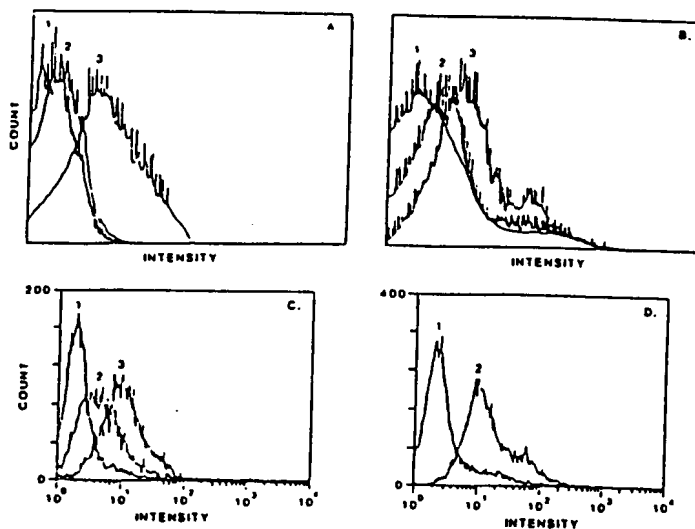 A
1 2 3
COUNT
INTENSITY
B.
1 2 3
INTENSITY
C.
200
1 2 3
COUNT
0
10⁰ 10¹ 10² 10³ 10⁴
INTENSITY
D.
400
1 2
0
10⁰ 10¹ 10² 10³ 10⁴
INTENSITY